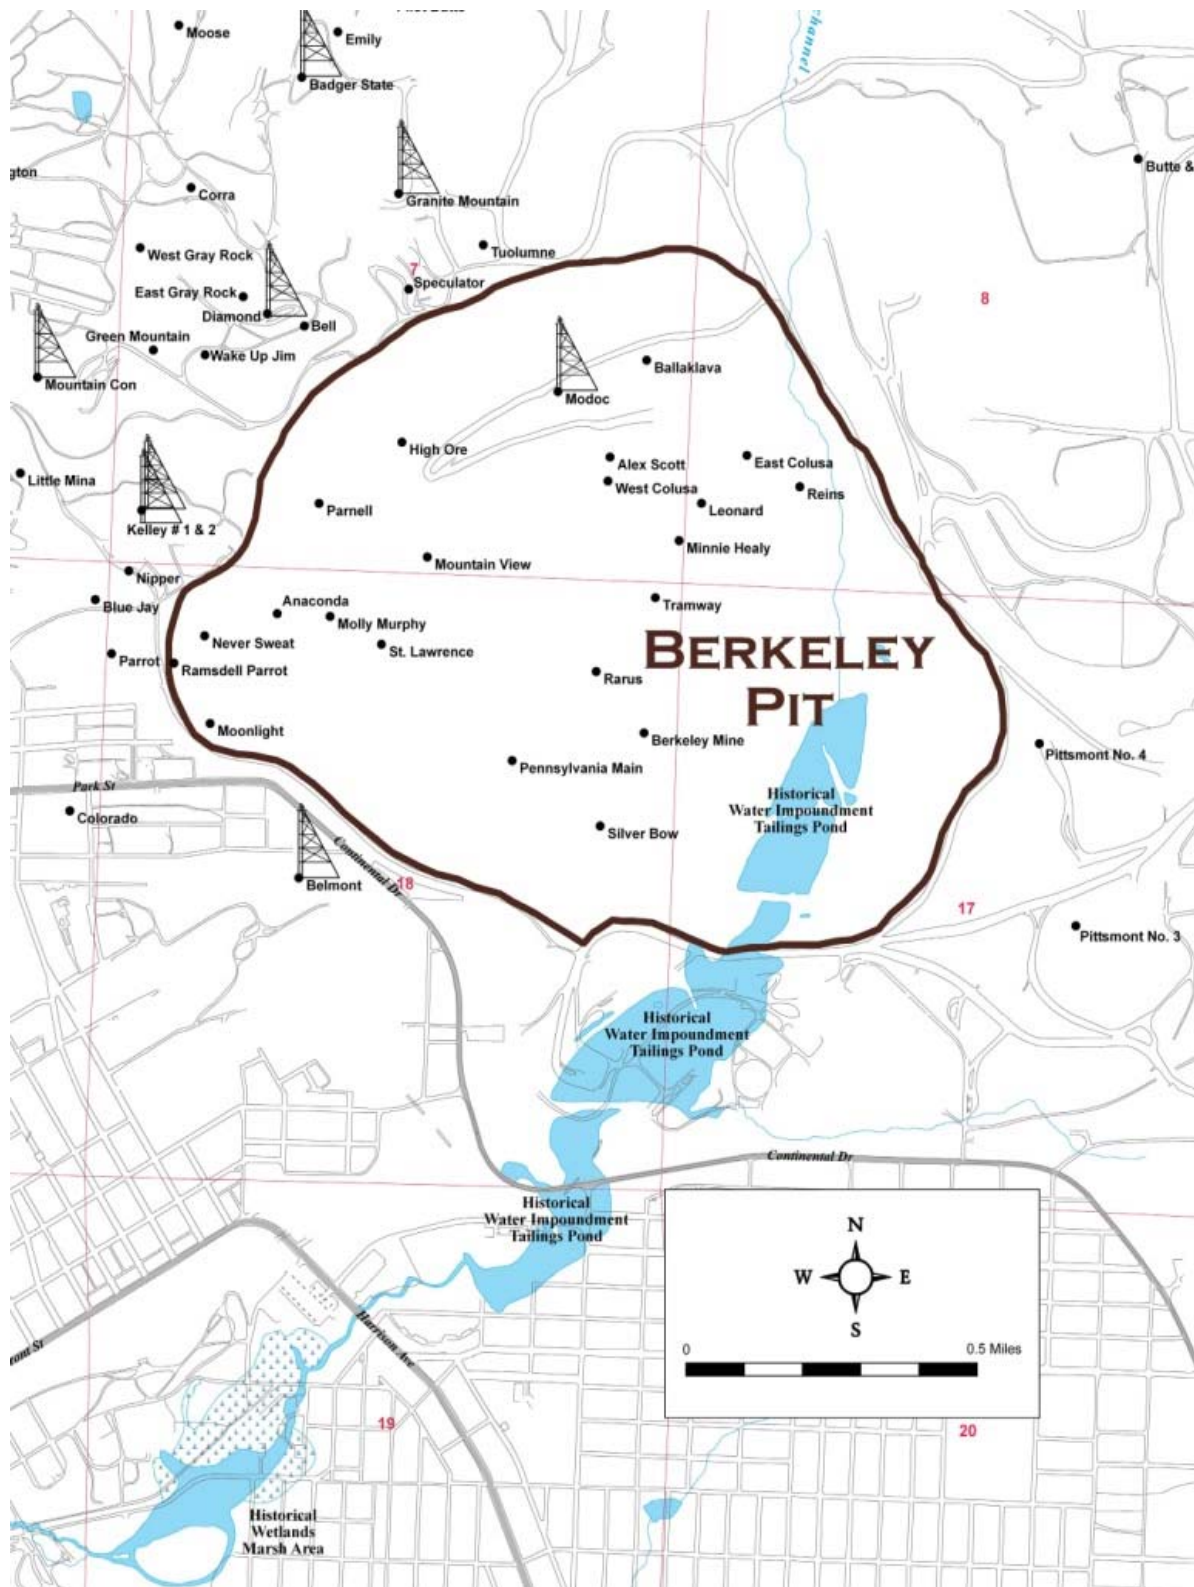 Moose
Emily
Badger State
Granite Mountain
Butte &
Corra
West Gray Rock
Tuolumne
7
Speculator
East Gray Rock
8
Diamond
Bell
Green Mountain
Wake Up Jim
Mountain Con
Ballaklava
Modoc
High Ore
Alex Scott
East Colusa
Little Mina
West Colusa
Reins
Parnell
Leonard
Kelley # 1 & 2
Minnie Healy
Mountain View
Nipper
Blue Jay
Anaconda
Tramway
Molly Murphy
Never Sweat
St. Lawrence
BERKELEY
PIT
Parrot
Ramsdell Parrot
Rarus
Moonlight
Berkeley Mine
Pittsmont No. 4
Pennsylvania Main
Park St
Historical
Water Impoundment
Tailings Pond
Colorado
Silver Bow
Continental Dr
Belmont
18
17
Pittsmont No. 3
Historical
Water Impoundment
Tailings Pond
Continental Dr
Historical
Water Impoundment
Tailings Pond
N
W E
S
Harrison Ave
0 0.5 Miles
19
20
Historical
Wetlands
Marsh Area